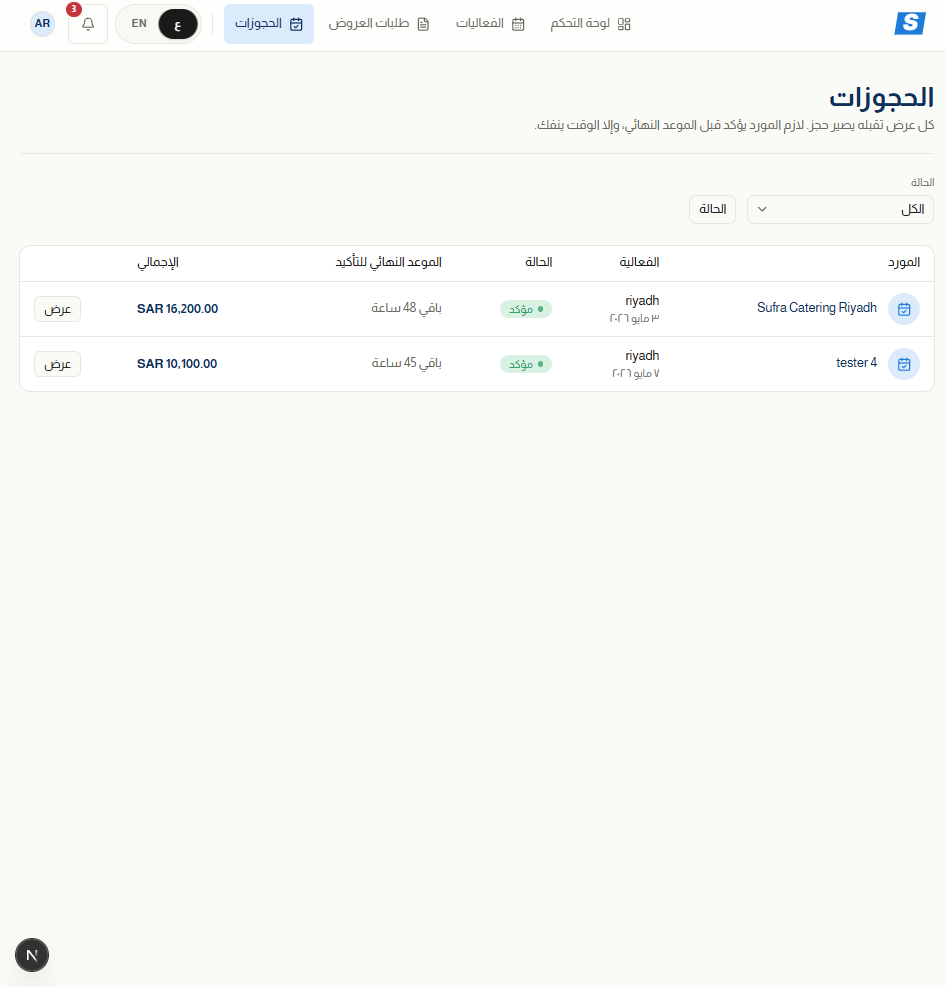 S
لوحة التحكم
الفعاليات
طلبات العروض
الحجوزات
ع
EN
3
AR
الحجوزات
كل عرض تقبله يصير حجز. لازم المورد يؤكد قبل الموعد النهائي، وإلا الوقت ينفك.
الحالة
الكل
الحالة
المورد الفعالية الحالة الموعد النهائي للتأكيد الإجمالي
Sufra Catering Riyadh
riyadh
٣ مايو ٢٠٢٦
مؤكد
باقي 48 ساعة
SAR 16,200.00
عرض
tester 4
riyadh
٧ مايو ٢٠٢٦
مؤكد
باقي 45 ساعة
SAR 10,100.00
عرض
N